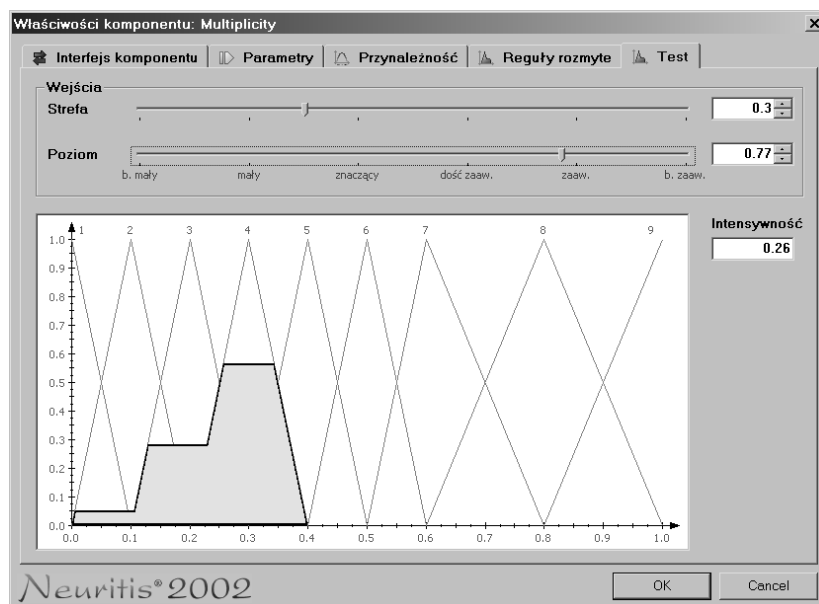 Właściwości komponentu: Multiplicity
Interfejs komponentu Parametry Przynależność Reguły rozmyte Test
Wejścia
Strefa 0.3
Poziom 0.77
b. mały mały znaczący dość zaaw. zaaw. b. zaaw.
Intensywność
0.26
1 2 3 4 5 6 7 8 9
1.0
0.9
0.8
0.7
0.6
0.5
0.4
0.3
0.2
0.1
0.0
0.0 0.1 0.2 0.3 0.4 0.5 0.6 0.7 0.8 0.9 1.0
Neuritis® 2002 OK Cancel